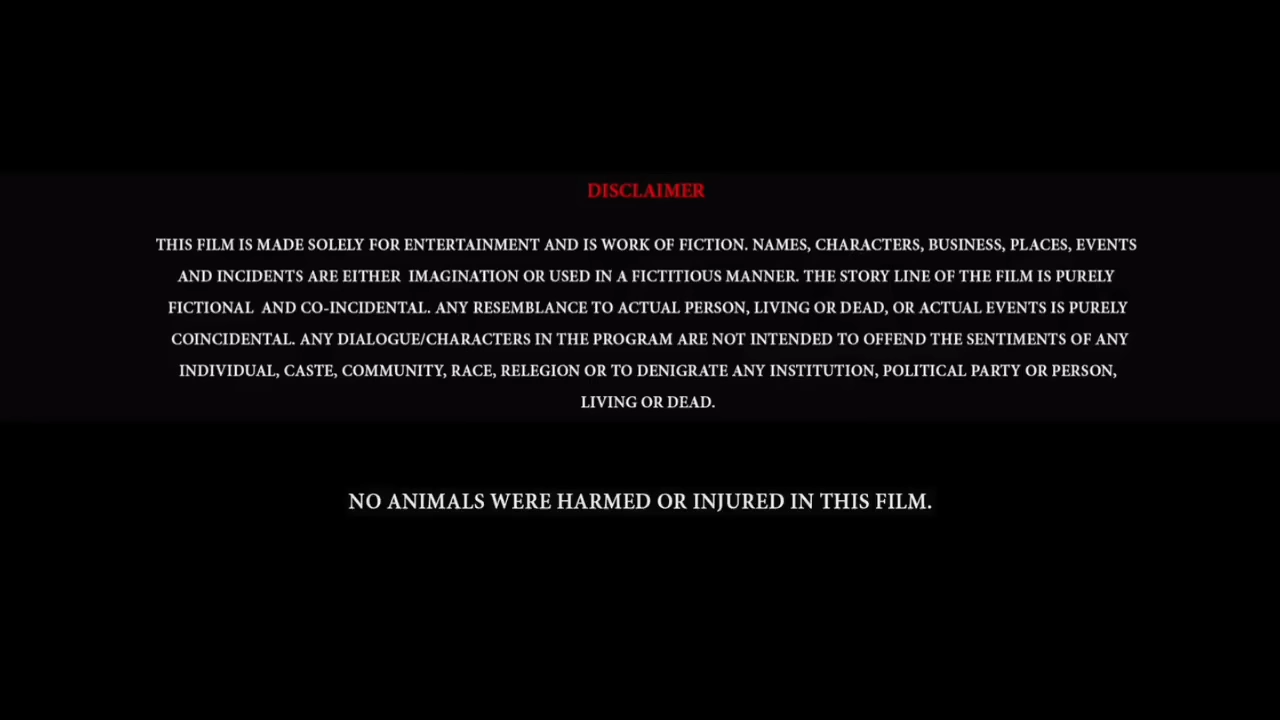 DISCLAIMER
THIS FILM IS MADE SOLELY FOR ENTERTAINMENT AND IS WORK OF FICTION. NAMES, CHARACTERS, BUSINESS, PLACES, EVENTS
AND INCIDENTS ARE EITHER IMAGINATION OR USED IN A FICTITIOUS MANNER. THE STORY LINE OF THE FILM IS PURELY
FICTIONAL AND CO-INCIDENTAL. ANY RESEMBLANCE TO ACTUAL PERSON, LIVING OR DEAD, OR ACTUAL EVENTS IS PURELY
COINCIDENTAL. ANY DIALOGUE/CHARACTERS IN THE PROGRAM ARE NOT INTENDED TO OFFEND THE SENTIMENTS OF ANY
INDIVIDUAL, CASTE, COMMUNITY, RACE, RELEGION OR TO DENIGRATE ANY INSTITUTION, POLITICAL PARTY OR PERSON,
LIVING OR DEAD.
NO ANIMALS WERE HARMED OR INJURED IN THIS FILM.